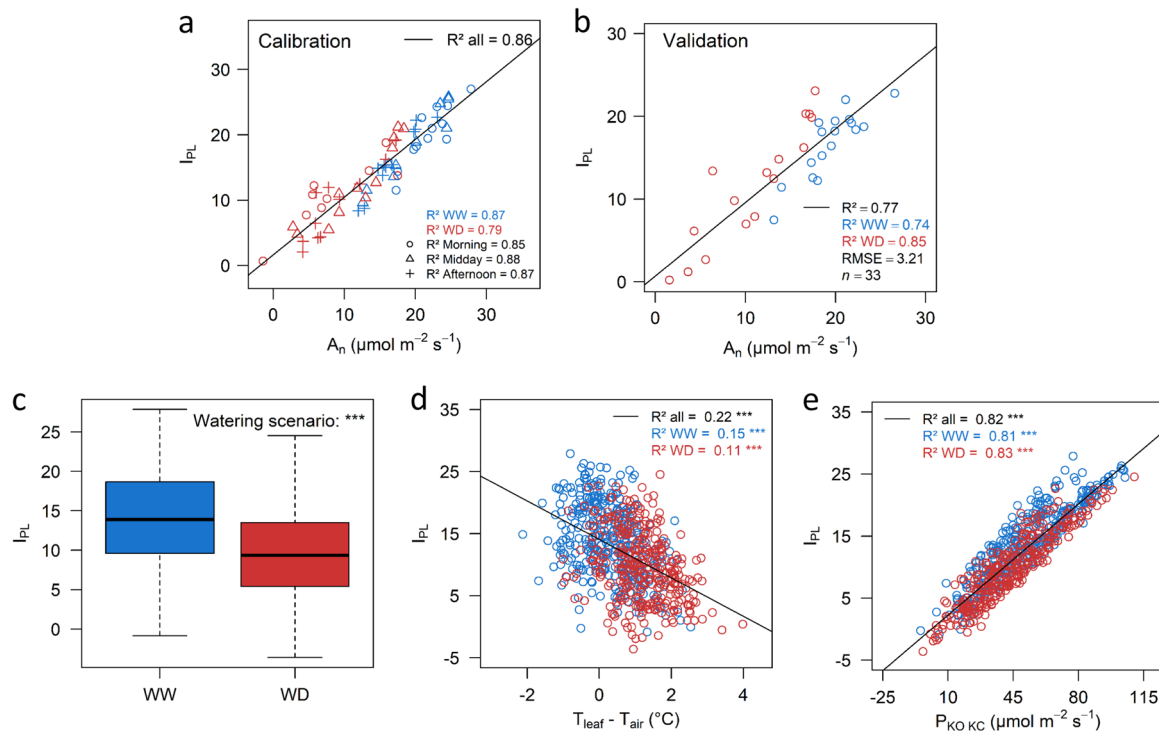 a
Calibration
R² all = 0.86
30
20
10
0
I_PL
R² WW = 0.87
R² WD = 0.79
R² Morning = 0.85
R² Midday = 0.88
R² Afternoon = 0.87
0 10 20 30
Aₙ (µmol m⁻² s⁻¹)
b
Validation
30
20
10
0
I_PL
R² = 0.77
R² WW = 0.74
R² WD = 0.85
RMSE = 3.21
n = 33
0 10 20 30
Aₙ (µmol m⁻² s⁻¹)
c
Watering scenario: ***
25
20
15
10
5
0
I_PL
WW WD
d
R² all = 0.22 ***
R² WW = 0.15 ***
R² WD = 0.11 ***
35
25
15
5
-5
I_PL
-2 0 2 4
T_leaf - T_air (°C)
e
R² all = 0.82 ***
R² WW = 0.81 ***
R² WD = 0.83 ***
35
25
15
5
-5
I_PL
-25 10 45 80 115
P_KO KC (µmol m⁻² s⁻¹)